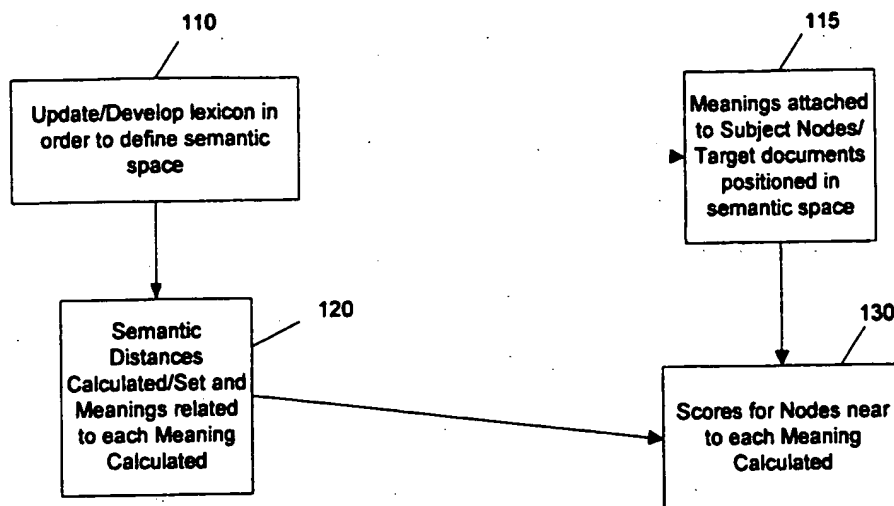 110
Update/Develop lexicon in
order to define semantic
space
115
Meanings attached
to Subject Nodes/
Target documents
positioned in
semantic space
120
Semantic
Distances
Calculated/Set and
Meanings related
to each Meaning
Calculated
130
Scores for Nodes near
to each Meaning
Calculated